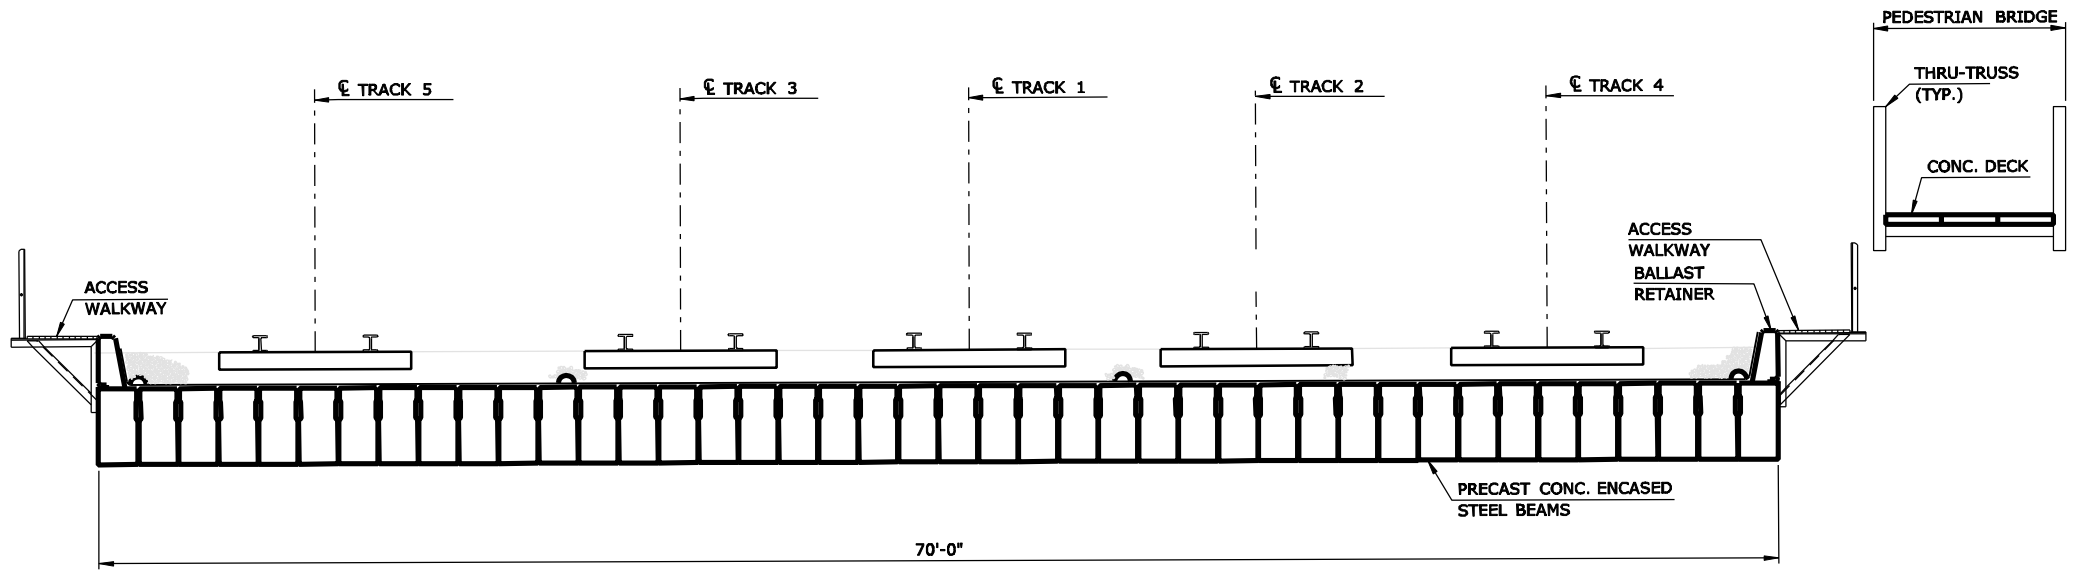 PEDESTRIAN BRIDGE
℄ TRACK 5
℄ TRACK 3
℄ TRACK 1
℄ TRACK 2
℄ TRACK 4
THRU-TRUSS
(TYP.)
CONC. DECK
ACCESS
WALKWAY
BALLAST
RETAINER
ACCESS
WALKWAY
PRECAST CONC. ENCASED
STEEL BEAMS
70'-0"